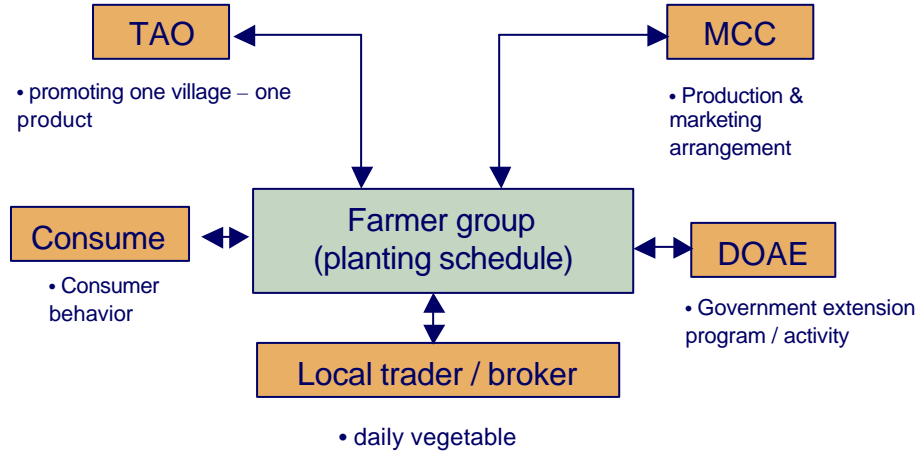 TAO
MCC
• promoting one village – one
product
• Production &
marketing
arrangement
Farmer group
(planting schedule)
Consume
DOAE
• Consumer
behavior
• Government extension
program / activity
Local trader / broker
• daily vegetable